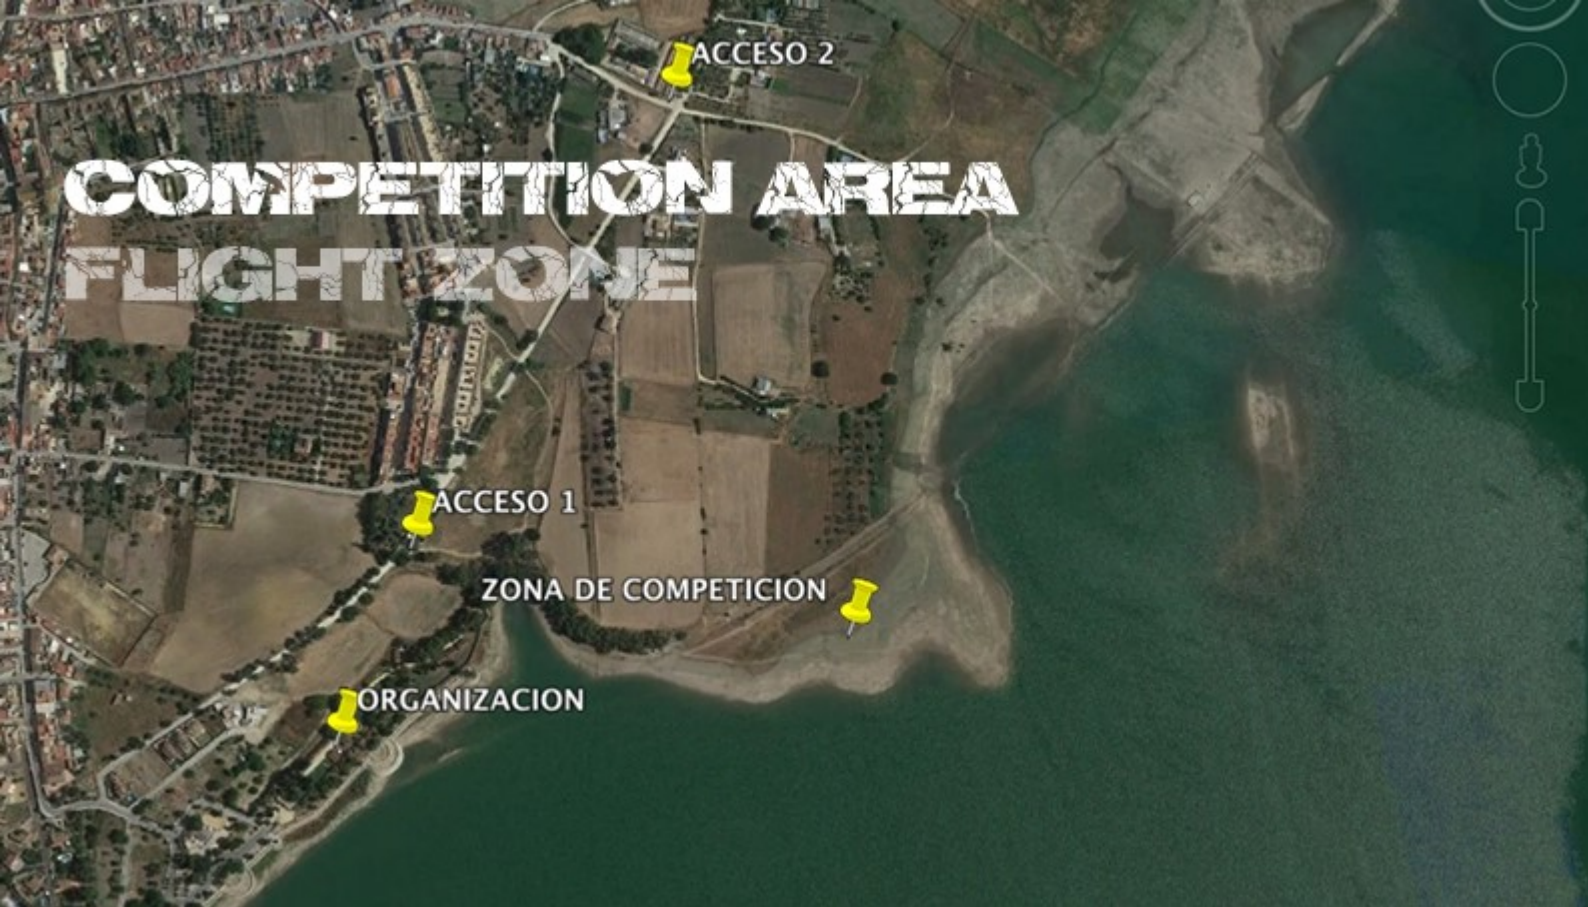 ACCESO 2
COMPETITION AREA
FLIGHT ZONE
ACCESO 1
ZONA DE COMPETICION
ORGANIZACION